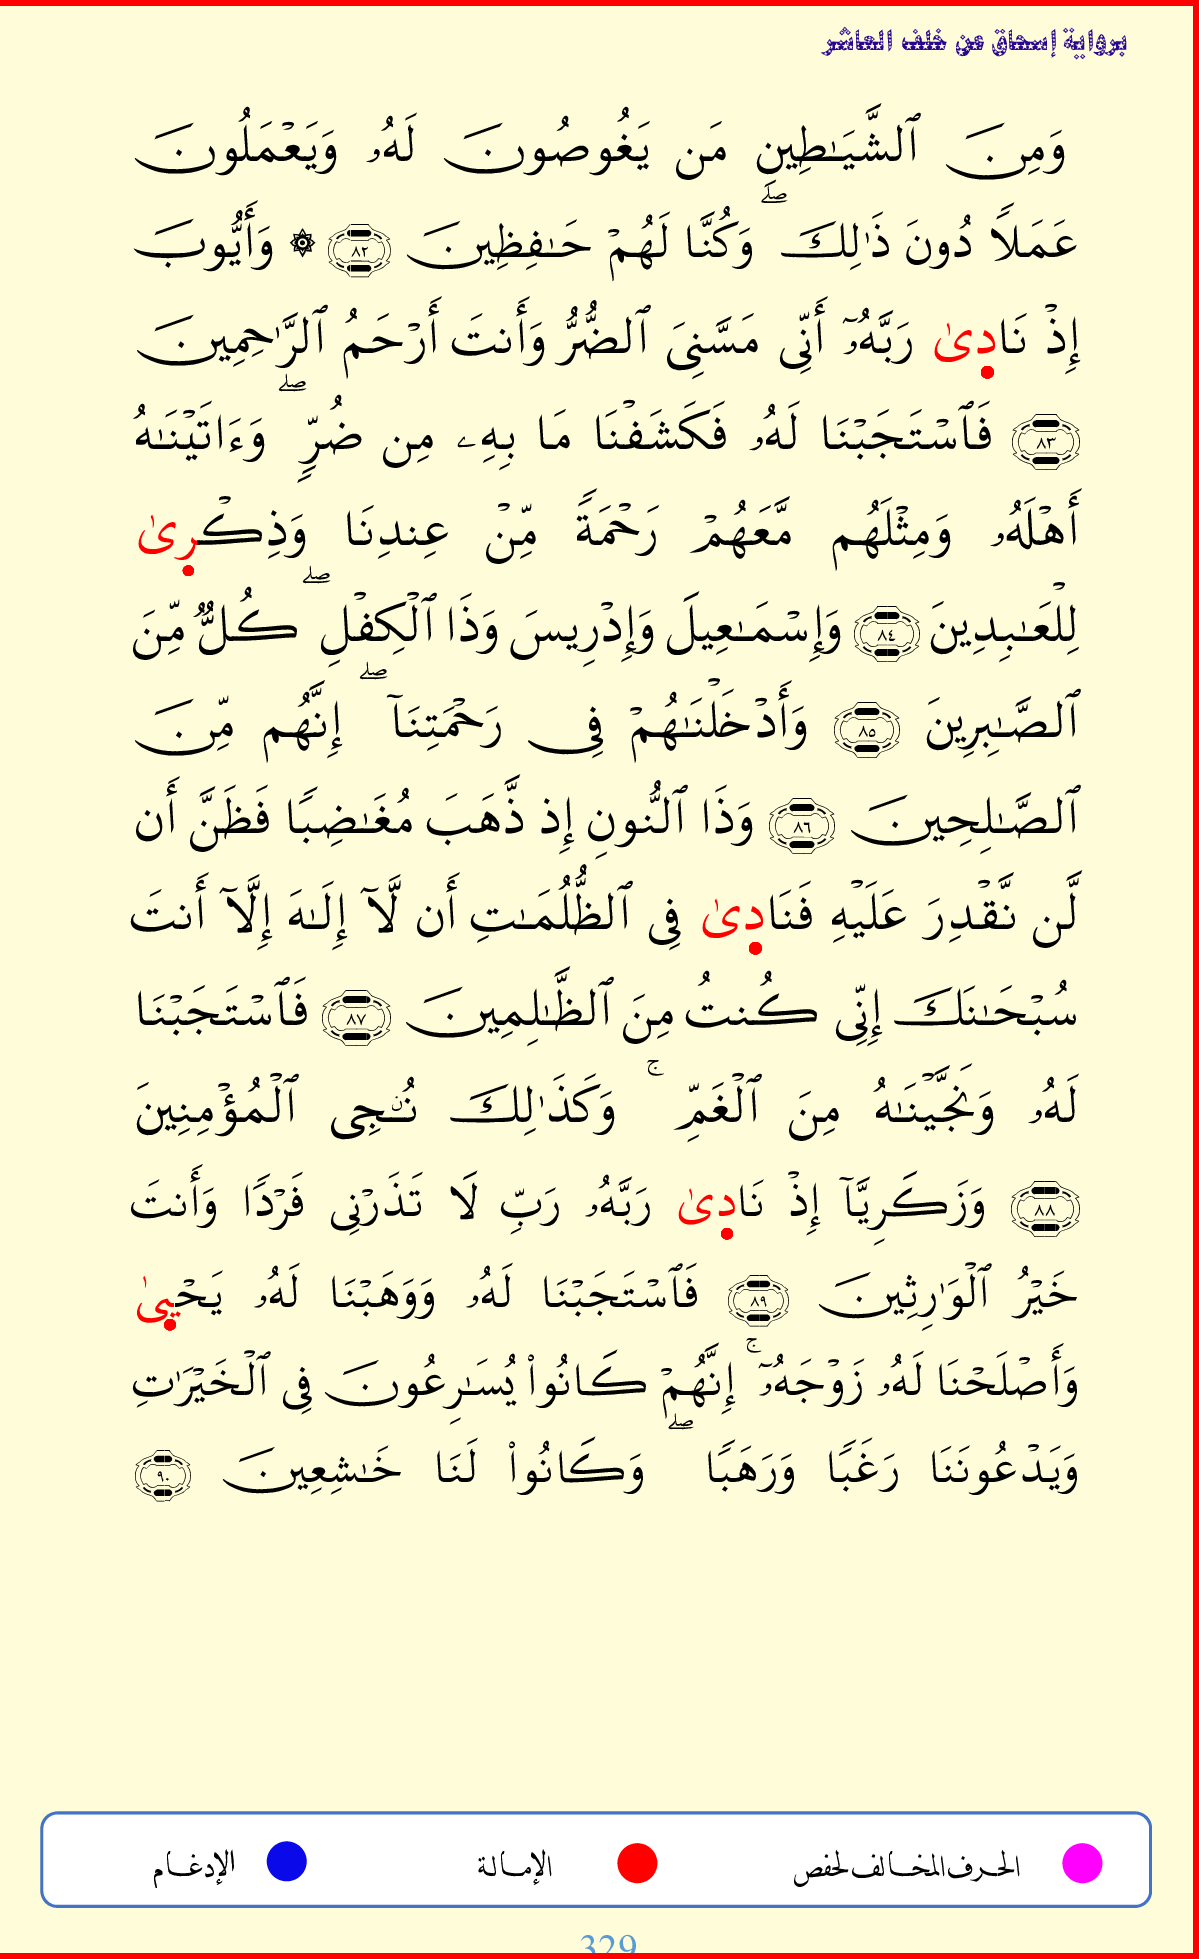 برواية إسحاق عن خلف العاشر
وَمِنَ ٱلشَّيَـٰطِينِ مَن يَغُوصُونَ لَهُۥ وَيَعْمَلُونَ
عَمَلًا دُونَ ذَٰلِكَ ۖ وَكُنَّا لَهُمْ حَـٰفِظِينَ ٨٢ ۞ وَأَيُّوبَ
إِذْ نَادِىٰ رَبَّهُۥٓ أَنِّى مَسَّنِىَ ٱلضُّرُّ وَأَنتَ أَرْحَمُ ٱلرَّٰحِمِينَ
٨٣ فَٱسْتَجَبْنَا لَهُۥ فَكَشَفْنَا مَا بِهِۦ مِن ضُرٍّ ۖ وَءَاتَيْنَـٰهُ
أَهْلَهُۥ وَمِثْلَهُم مَّعَهُمْ رَحْمَةً مِّنْ عِندِنَا وَذِكْرِىٰ
لِلْعَـٰبِدِينَ ٨٤ وَإِسْمَـٰعِيلَ وَإِدْرِيسَ وَذَا ٱلْكِفْلِ ۖ كُلٌّ مِّنَ
ٱلصَّـٰبِرِينَ ٨٥ وَأَدْخَلْنَـٰهُمْ فِى رَحْمَتِنَآ ۖ إِنَّهُم مِّنَ
ٱلصَّـٰلِحِينَ ٨٦ وَذَا ٱلنُّونِ إِذ ذَّهَبَ مُغَـٰضِبًا فَظَنَّ أَن
لَّن نَّقْدِرَ عَلَيْهِ فَنَادِىٰ فِى ٱلظُّلُمَـٰتِ أَن لَّآ إِلَـٰهَ إِلَّآ أَنتَ
سُبْحَـٰنَكَ إِنِّى كُنتُ مِنَ ٱلظَّـٰلِمِينَ ٨٧ فَٱسْتَجَبْنَا
لَهُۥ وَنَجَّيْنَـٰهُ مِنَ ٱلْغَمِّ ۚ وَكَذَٰلِكَ نُـۨجِى ٱلْمُؤْمِنِينَ
٨٨ وَزَكَرِيَّآ إِذْ نَادِىٰ رَبَّهُۥ رَبِّ لَا تَذَرْنِى فَرْدًا وَأَنتَ
خَيْرُ ٱلْوَٰرِثِينَ ٨٩ فَٱسْتَجَبْنَا لَهُۥ وَوَهَبْنَا لَهُۥ يَحْيِىٰ
وَأَصْلَحْنَا لَهُۥ زَوْجَهُۥٓ ۚ إِنَّهُمْ كَانُوا۟ يُسَـٰرِعُونَ فِى ٱلْخَيْرَٰتِ
وَيَدْعُونَنَا رَغَبًا وَرَهَبًا ۖ وَكَانُوا۟ لَنَا خَـٰشِعِينَ ٩٠
الحرف المخالف لحفص الإمالة الإدغام
329